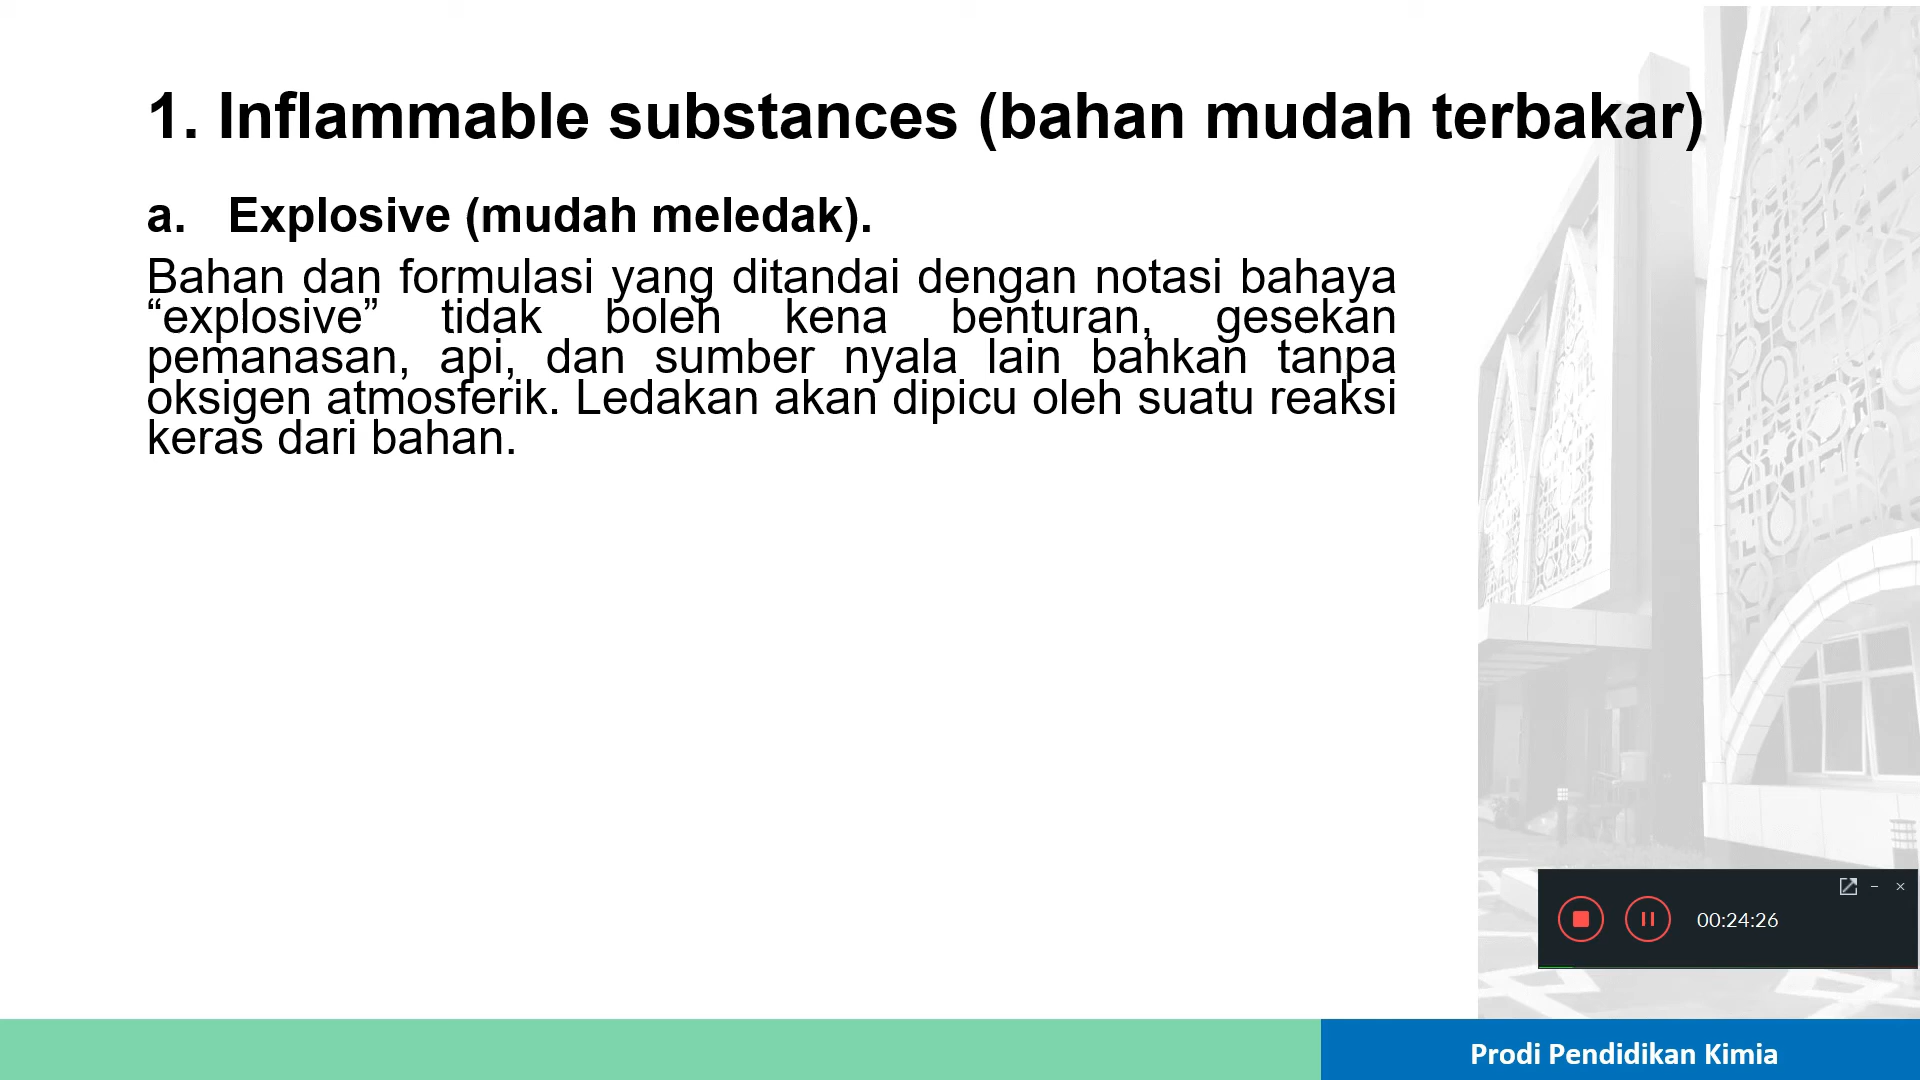 1. Inflammable substances (bahan mudah terbakar)
a. Explosive (mudah meledak).
Bahan dan formulasi yang ditandai dengan notasi bahaya
“explosive” tidak boleh kena benturan, gesekan
pemanasan, api, dan sumber nyala lain bahkan tanpa
oksigen atmosferik. Ledakan akan dipicu oleh suatu reaksi
keras dari bahan.
00:24:26
Prodi Pendidikan Kimia